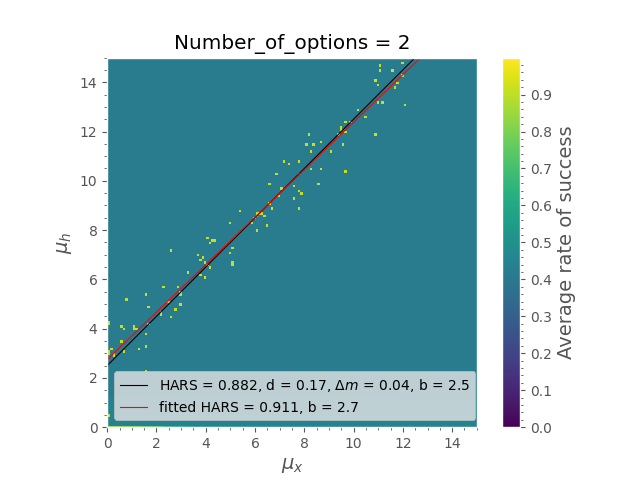 Number_of_options = 2
14
12
10
8
6
4
2
0
μₕ
0 2 4 6 8 10 12 14
μₓ
HARS = 0.882, d = 0.17, Δm = 0.04, b = 2.5
fitted HARS = 0.911, b = 2.7
0.9
0.8
0.7
0.6
0.5
0.4
0.3
0.2
0.1
0.0
Average rate of success